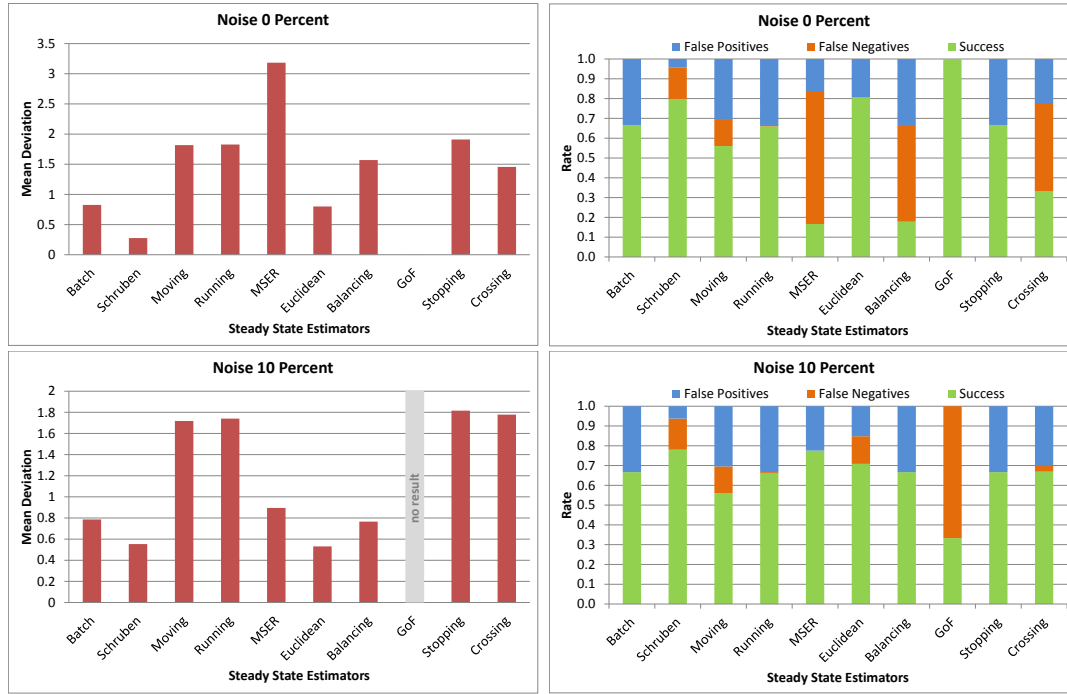 Noise 0 Percent
Mean Deviation
3.5
3
2.5
2
1.5
1
0.5
0
Batch
Schruben
Moving
Running
MSER
Euclidean
Balancing
GoF
Stopping
Crossing
Steady State Estimators
Noise 0 Percent
False Positives False Negatives Success
Rate
1.0
0.9
0.8
0.7
0.6
0.5
0.4
0.3
0.2
0.1
0.0
Batch
Schruben
Moving
Running
MSER
Euclidean
Balancing
GoF
Stopping
Crossing
Steady State Estimators
Noise 10 Percent
Mean Deviation
2
1.8
1.6
1.4
1.2
1
0.8
0.6
0.4
0.2
0
no result
Batch
Schruben
Moving
Running
MSER
Euclidean
Balancing
GoF
Stopping
Crossing
Steady State Estimators
Noise 10 Percent
False Positives False Negatives Success
Rate
1.0
0.9
0.8
0.7
0.6
0.5
0.4
0.3
0.2
0.1
0.0
Batch
Schruben
Moving
Running
MSER
Euclidean
Balancing
GoF
Stopping
Crossing
Steady State Estimators